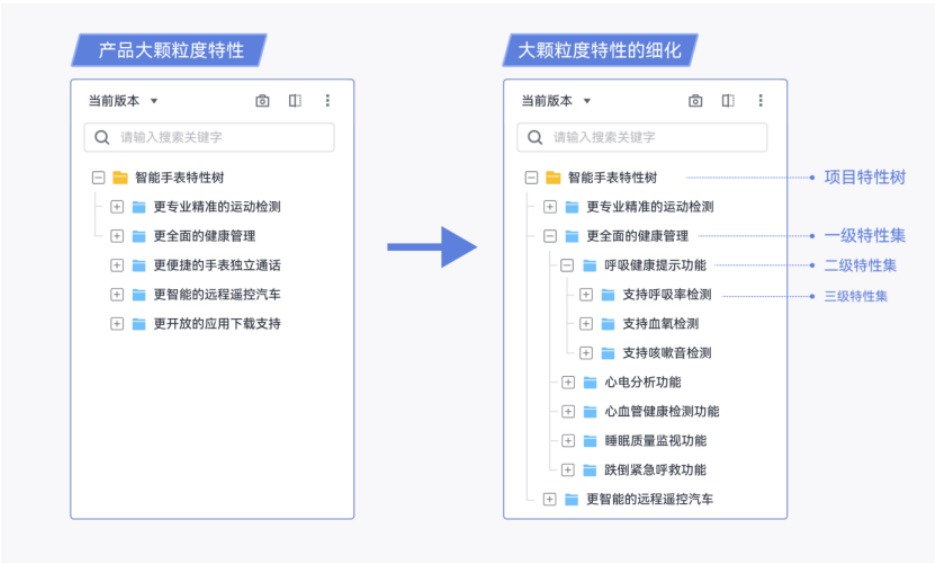 产品大颗粒度特性
当前版本
请输入搜索关键字
智能手表特性树
更专业精准的运动检测
更全面的健康管理
更便捷的手表独立通话
更智能的远程遥控汽车
更开放的应用下载支持
大颗粒度特性的细化
当前版本
请输入搜索关键字
智能手表特性树
项目特性树
更专业精准的运动检测
更全面的健康管理
一级特性集
呼吸健康提示功能
二级特性集
支持呼吸率检测
三级特性集
支持血氧检测
支持咳嗽音检测
心电分析功能
心血管健康检测功能
睡眠质量监视功能
跌倒紧急呼救功能
更智能的远程遥控汽车